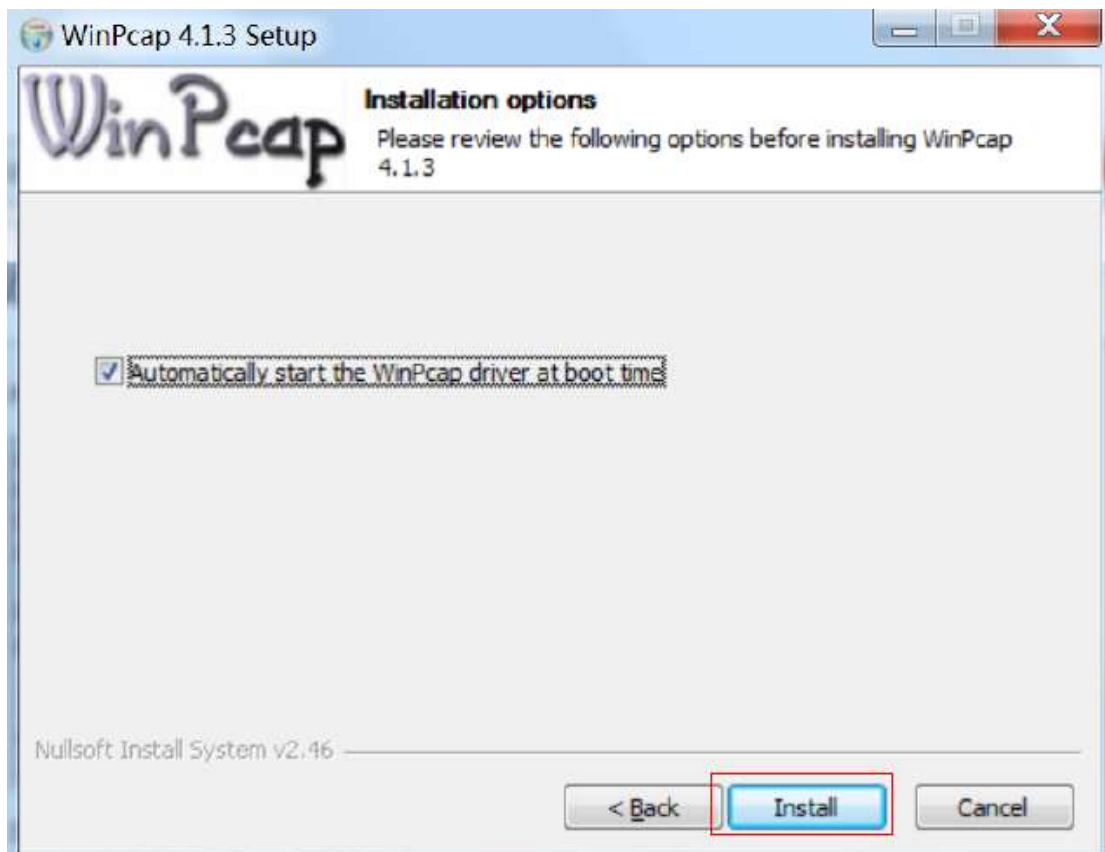 WinPcap 4.1.3 Setup
WinPcap
Installation options
Please review the following options before installing WinPcap
4.1.3
Automatically start the WinPcap driver at boot time
Nullsoft Install System v2.46
< Back
Install
Cancel